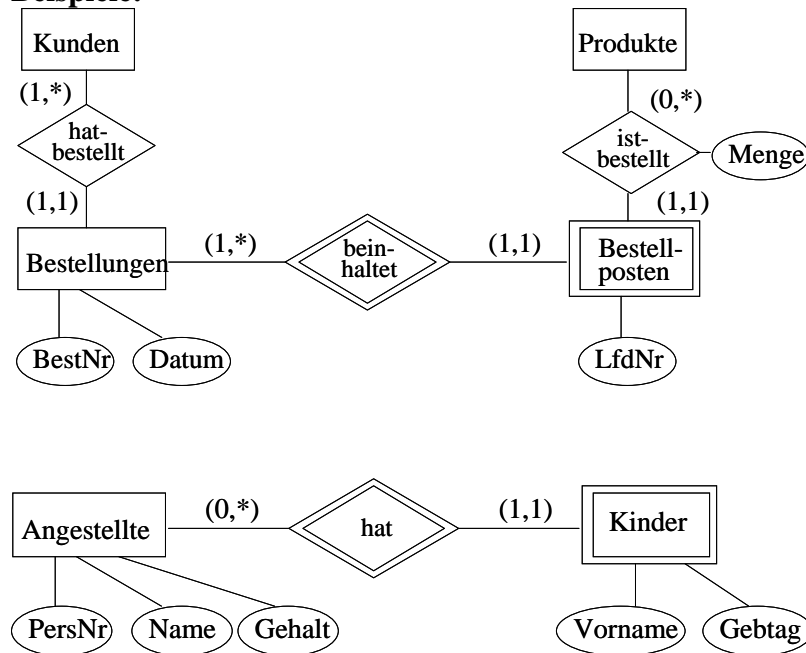 Beispiele:
Kunden
Produkte
(1,*)
(0,*)
hat-
bestellt
ist-
bestellt
Menge
(1,1)
(1,1)
Bestellungen
(1,*)
bein-
haltet
(1,1)
Bestell-
posten
BestNr
Datum
LfdNr
Angestellte
(0,*)
hat
(1,1)
Kinder
PersNr
Name
Gehalt
Vorname
Gebtag